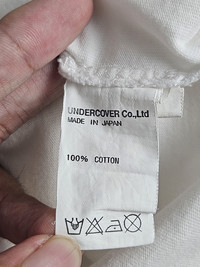 UNDERCOVER Co.,Ltd
MADE IN JAPAN
100% COTTON